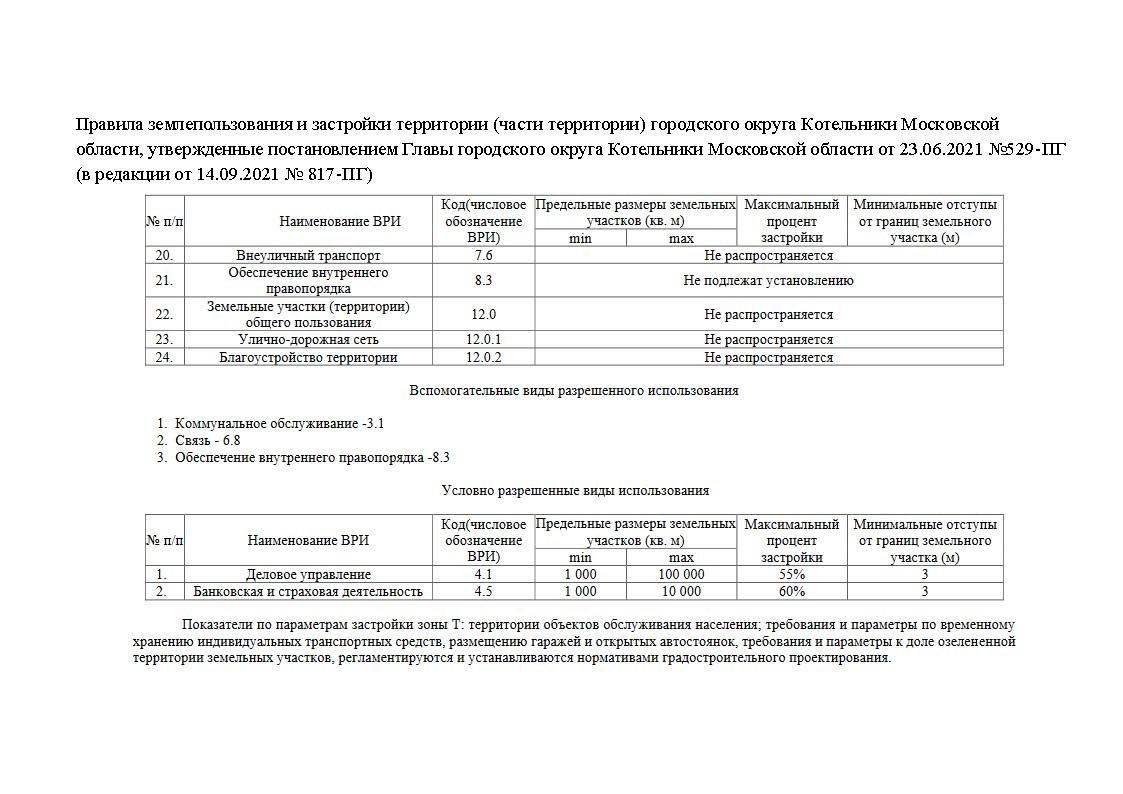 Правила землепользования и застройки территории (части территории) городского округа Котельники Московской
области, утвержденные постановлением Главы городского округа Котельники Московской области от 23.06.2021 №529-ПГ
(в редакции от 14.09.2021 № 817-ПГ)
№ п/п Наименование ВРИ Код(числовое обозначение ВРИ) Предельные размеры земельных участков (кв. м) Максимальный процент застройки Минимальные отступы от границ земельного участка (м)
min max
20. Внеуличный транспорт 7.6 Не распространяется
21. Обеспечение внутреннего правопорядка 8.3 Не подлежат установлению
22. Земельные участки (территории) общего пользования 12.0 Не распространяется
23. Улично-дорожная сеть 12.0.1 Не распространяется
24. Благоустройство территории 12.0.2 Не распространяется
Вспомогательные виды разрешенного использования
1. Коммунальное обслуживание -3.1
2. Связь - 6.8
3. Обеспечение внутреннего правопорядка -8.3
Условно разрешенные виды использования
№ п/п Наименование ВРИ Код(числовое обозначение ВРИ) Предельные размеры земельных участков (кв. м) Максимальный процент застройки Минимальные отступы от границ земельного участка (м)
min max
1. Деловое управление 4.1 1 000 100 000 55% 3
2. Банковская и страховая деятельность 4.5 1 000 10 000 60% 3
Показатели по параметрам застройки зоны Т: территории объектов обслуживания населения; требования и параметры по временному
хранению индивидуальных транспортных средств, размещению гаражей и открытых автостоянок, требования и параметры к доле озелененной
территории земельных участков, регламентируются и устанавливаются нормативами градостроительного проектирования.